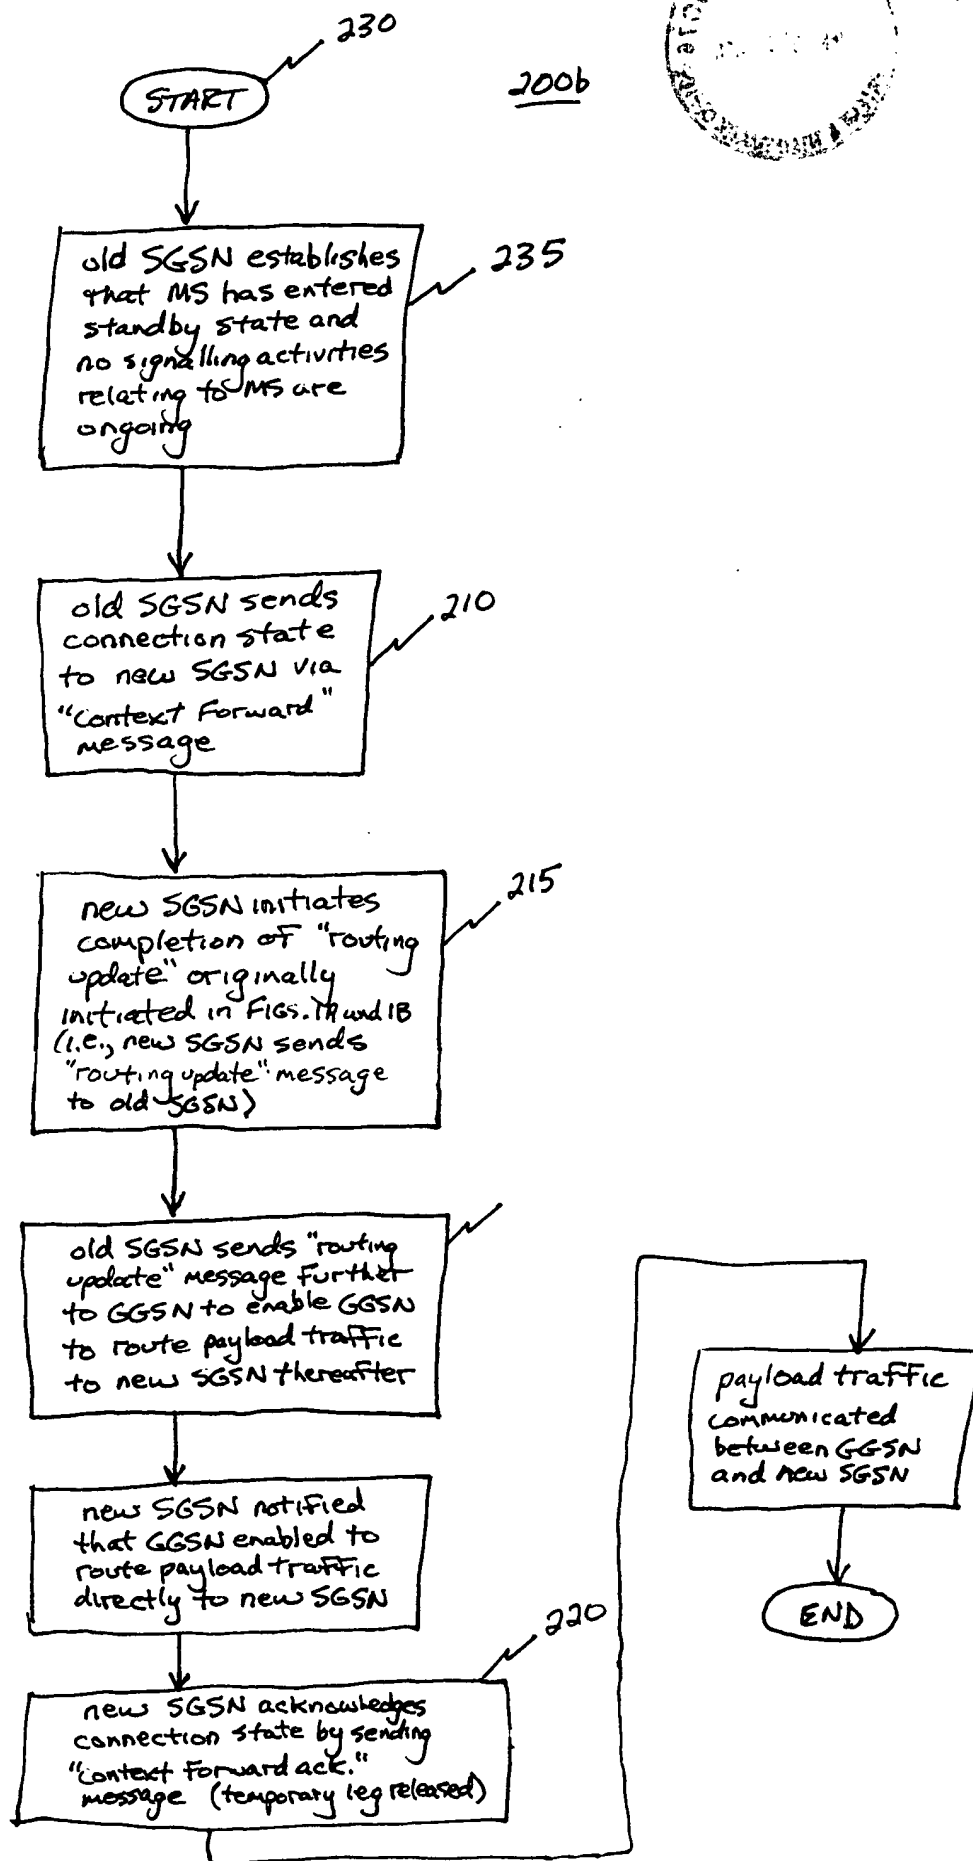 230
START
200b
old SGSN establishes
that MS has entered
standby state and
no signalling activities
relating to MS are
ongoing
235
old SGSN sends
connection state
to new SGSN via
"Context Forward"
message
210
new SGSN initiates
completion of "routing
update" originally
initiated in FIGS. 1A and 1B
(i.e., new SGSN sends
"routing update" message
to old SGSN)
215
old SGSN sends "routing
update" message further
to GGSN to enable GGSN
to route payload traffic
to new SGSN thereafter
new SGSN notified
that GGSN enabled to
route payload traffic
directly to new SGSN
220
new SGSN acknowledges
connection state by sending
"context Forward ack."
message (temporary leg released)
payload traffic
communicated
between GGSN
and new SGSN
END